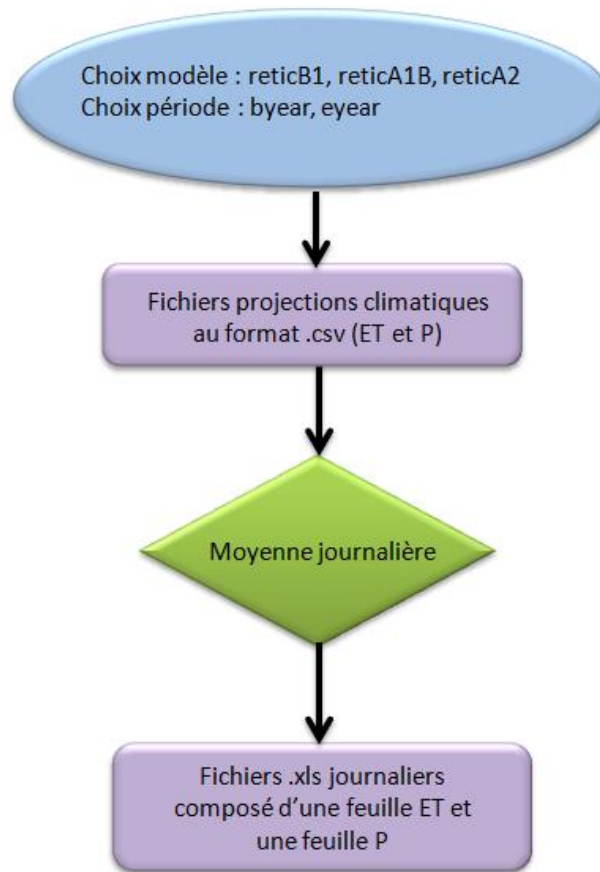 Choix modèle : reticB1, reticA1B, reticA2
Choix période : byear, eyear
Fichiers projections climatiques
au format .csv (ET et P)
Moyenne journalière
Fichiers .xls journaliers
composé d’une feuille ET et
une feuille P